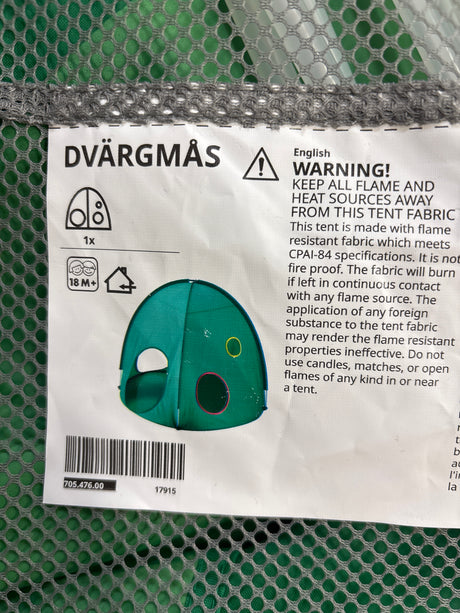 DVÄRGMÅS
1x
18 M+
705.476.00
17915
English
WARNING!
KEEP ALL FLAME AND
HEAT SOURCES AWAY
FROM THIS TENT FABRIC
This tent is made with flame
resistant fabric which meets
CPAI-84 specifications. It is not
fire proof. The fabric will burn
if left in continuous contact
with any flame source. The
application of any foreign
substance to the tent fabric
may render the flame resistant
properties ineffective. Do not
use candles, matches, or open
flames of any kind in or near
a tent.
l'i
la